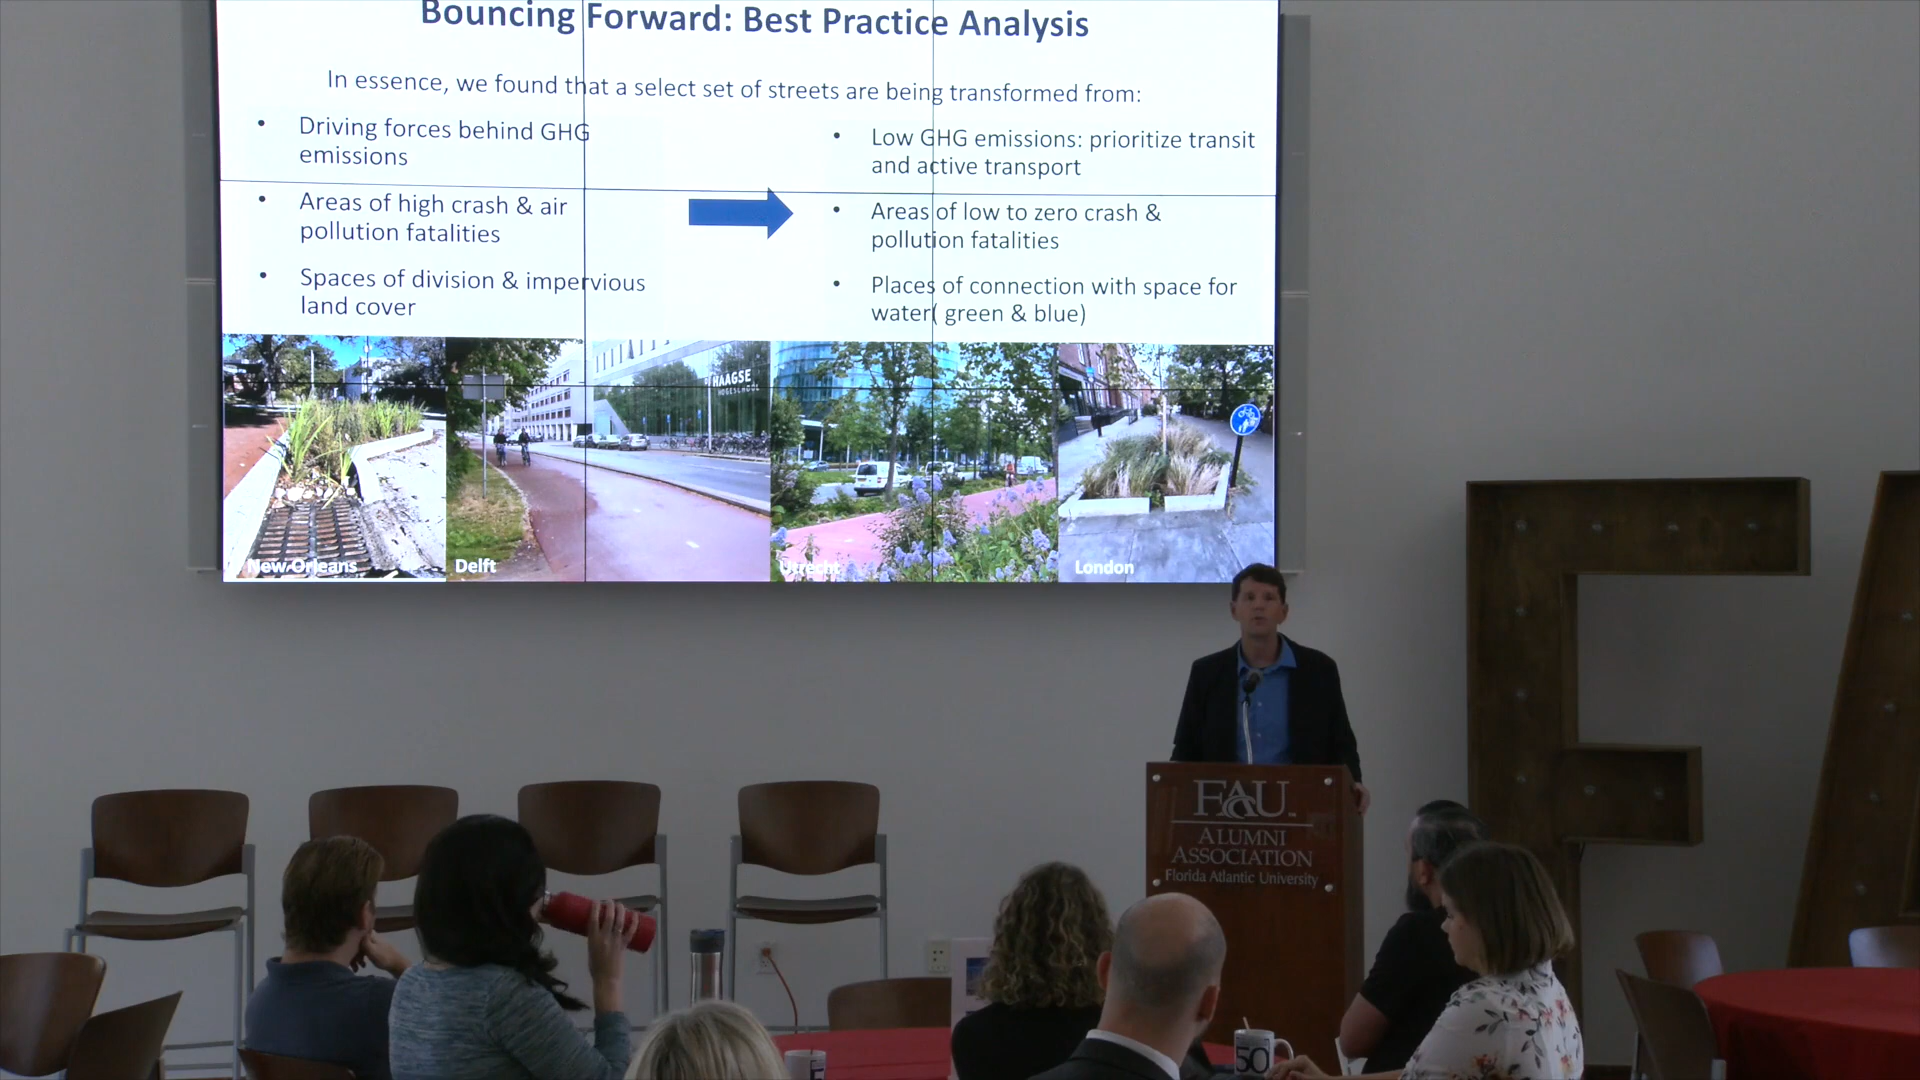 Bouncing Forward: Best Practice Analysis
In essence, we found that a select set of streets are being transformed from:
• Driving forces behind GHG
emissions
• Areas of high crash & air
pollution fatalities
• Spaces of division & impervious
land cover
• Low GHG emissions: prioritize transit
and active transport
• Areas of low to zero crash &
pollution fatalities
• Places of connection with space for
water( green & blue)
HAAGSE
HOGESCHOOL
New Orleans
Delft
Utrecht
London
FAU
ALUMNI
ASSOCIATION
Florida Atlantic University
FA
50